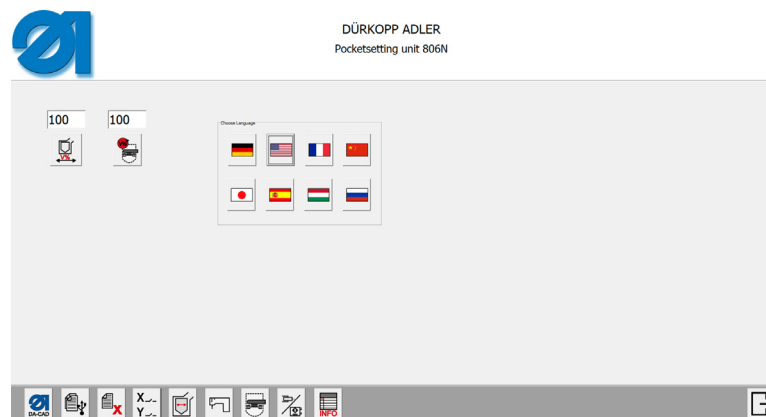 DÜRKOPP ADLER
Pocketsetting unit 806N
100
100
V%
Choose Language
DA-CAD
X
X
Y
INFO